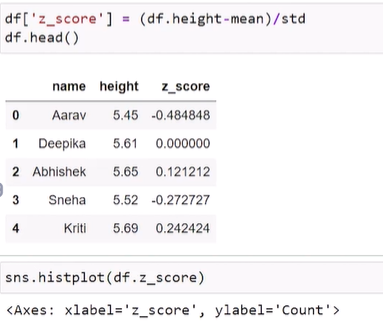 df['z_score'] = (df.height-mean)/std
df.head()
name height z_score
0 Aarav 5.45 -0.484848
1 Deepika 5.61 0.000000
2 Abhishek 5.65 0.121212
3 Sneha 5.52 -0.272727
4 Kriti 5.69 0.242424
sns.histplot(df.z_score)
<Axes: xlabel='z_score', ylabel='Count'>